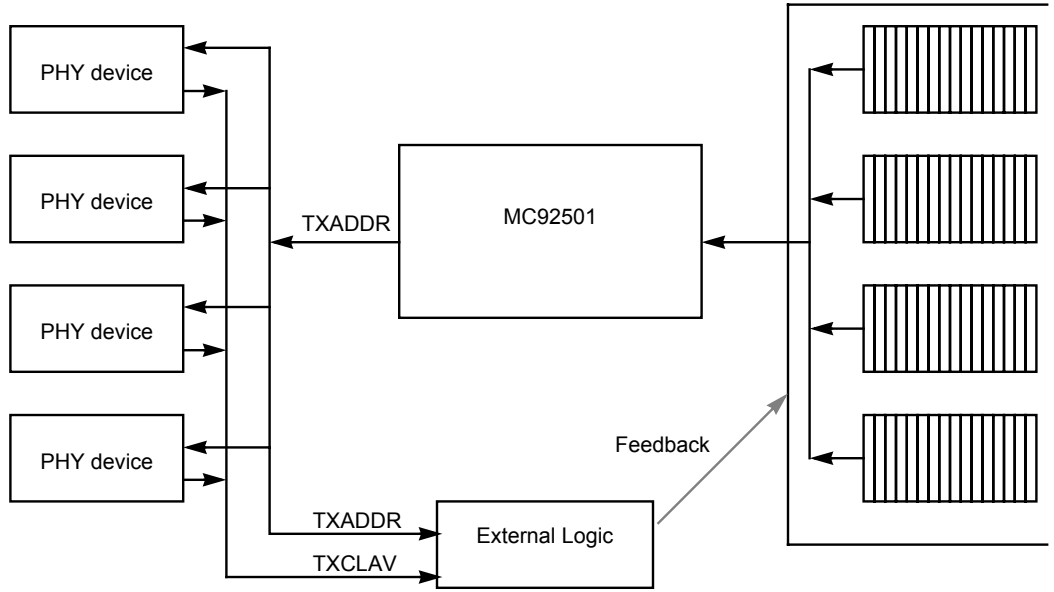 PHY device
PHY device
TXADDR
MC92501
PHY device
PHY device
Feedback
TXADDR
External Logic
TXCLAV